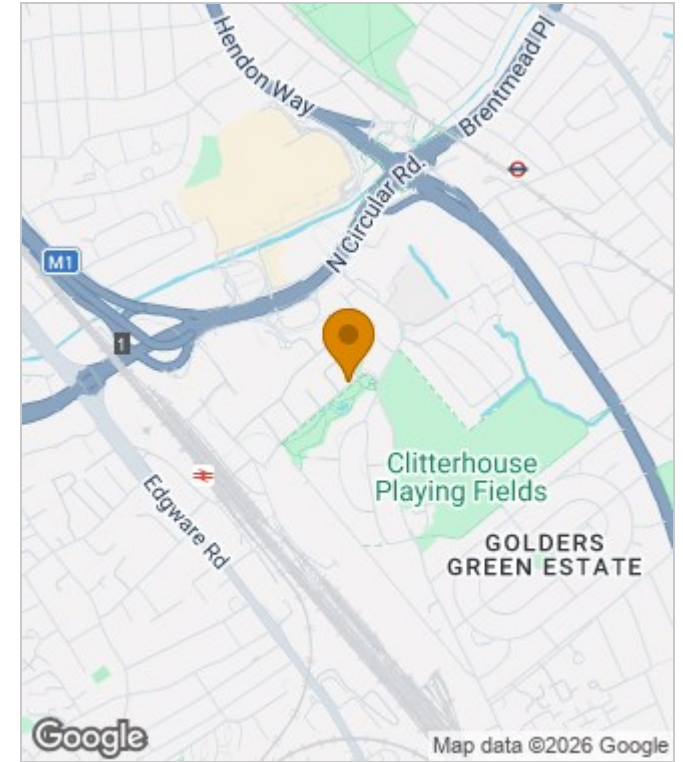 Hendon Way
Brentmead Pl
N Circular Rd.
M1
1
Clitterhouse
Playing Fields
Edgware Rd
GOLDERS
GREEN ESTATE
Google
Map data ©2026 Google